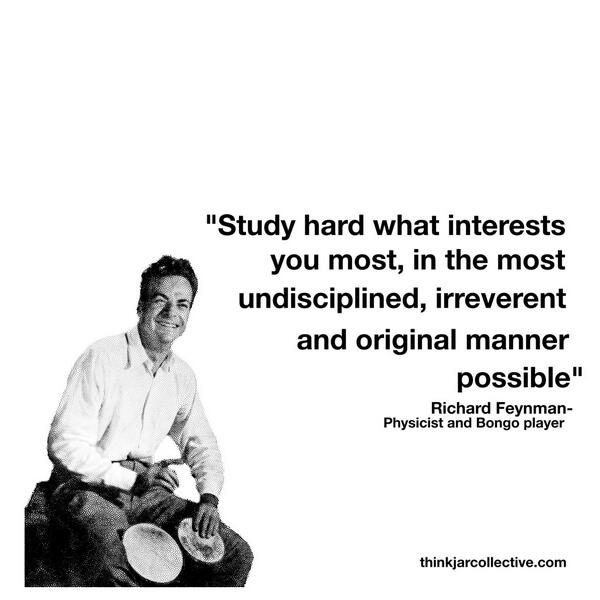 "Study hard what interests
you most, in the most
undisciplined, irreverent
and original manner
possible"
Richard Feynman-
Physicist and Bongo player
thinkjarcollective.com